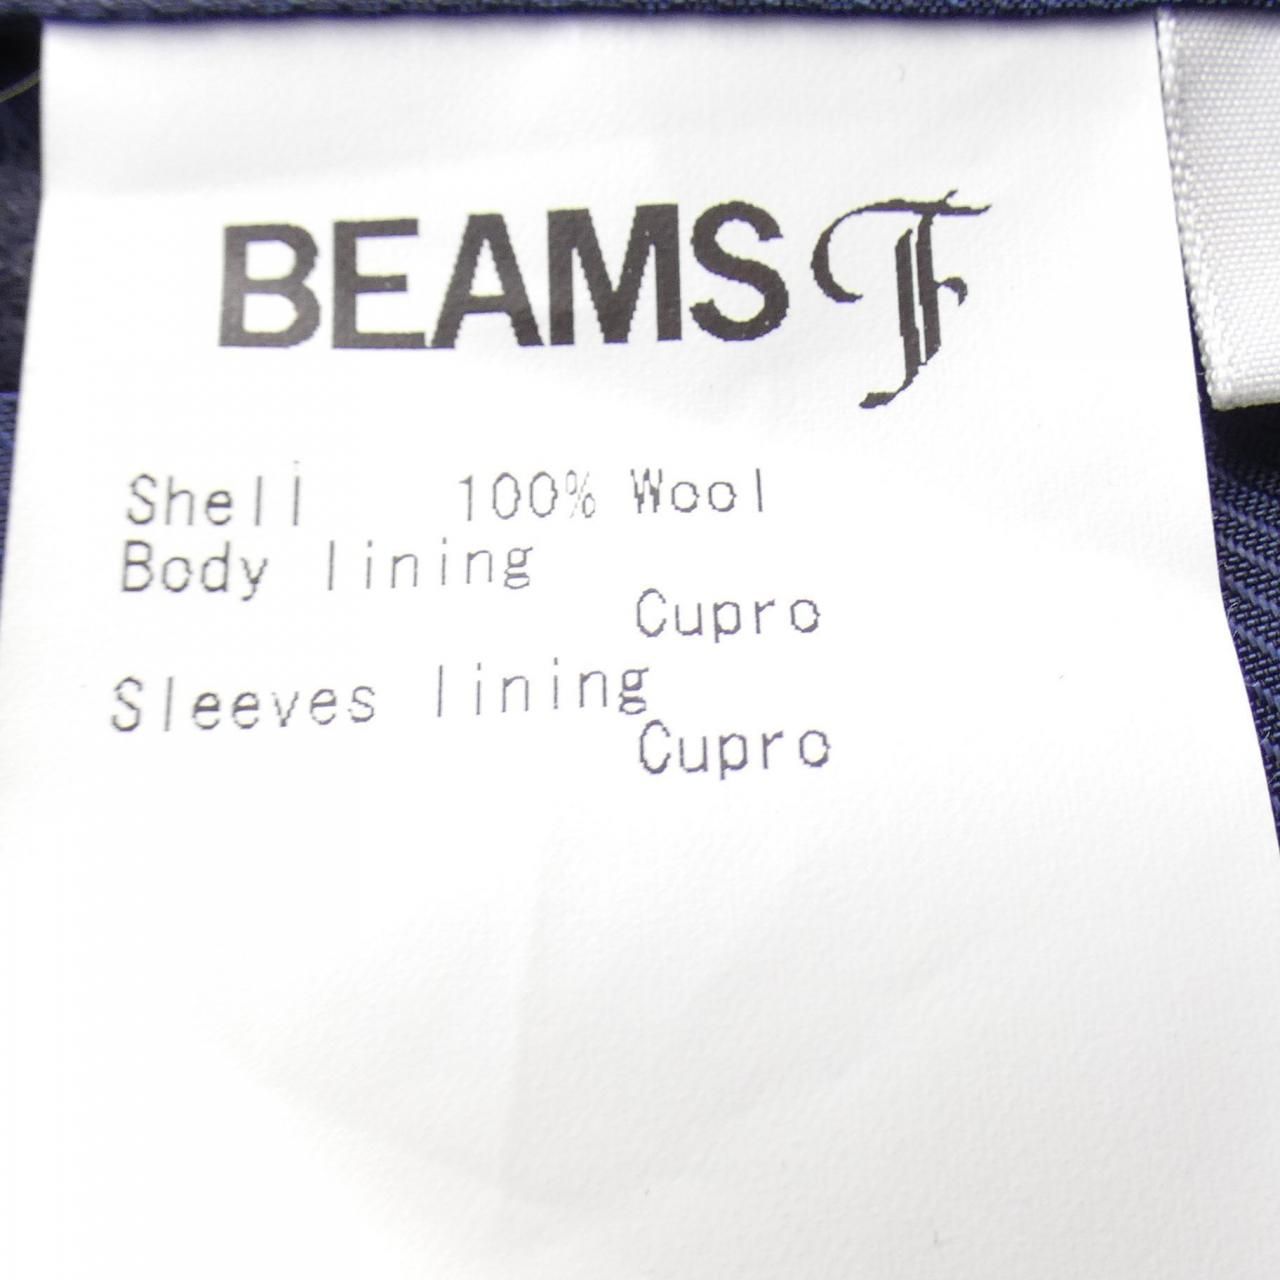 BEAMS F
Shell 100% Wool
Body lining
Cupro
Sleeves lining
Cupro